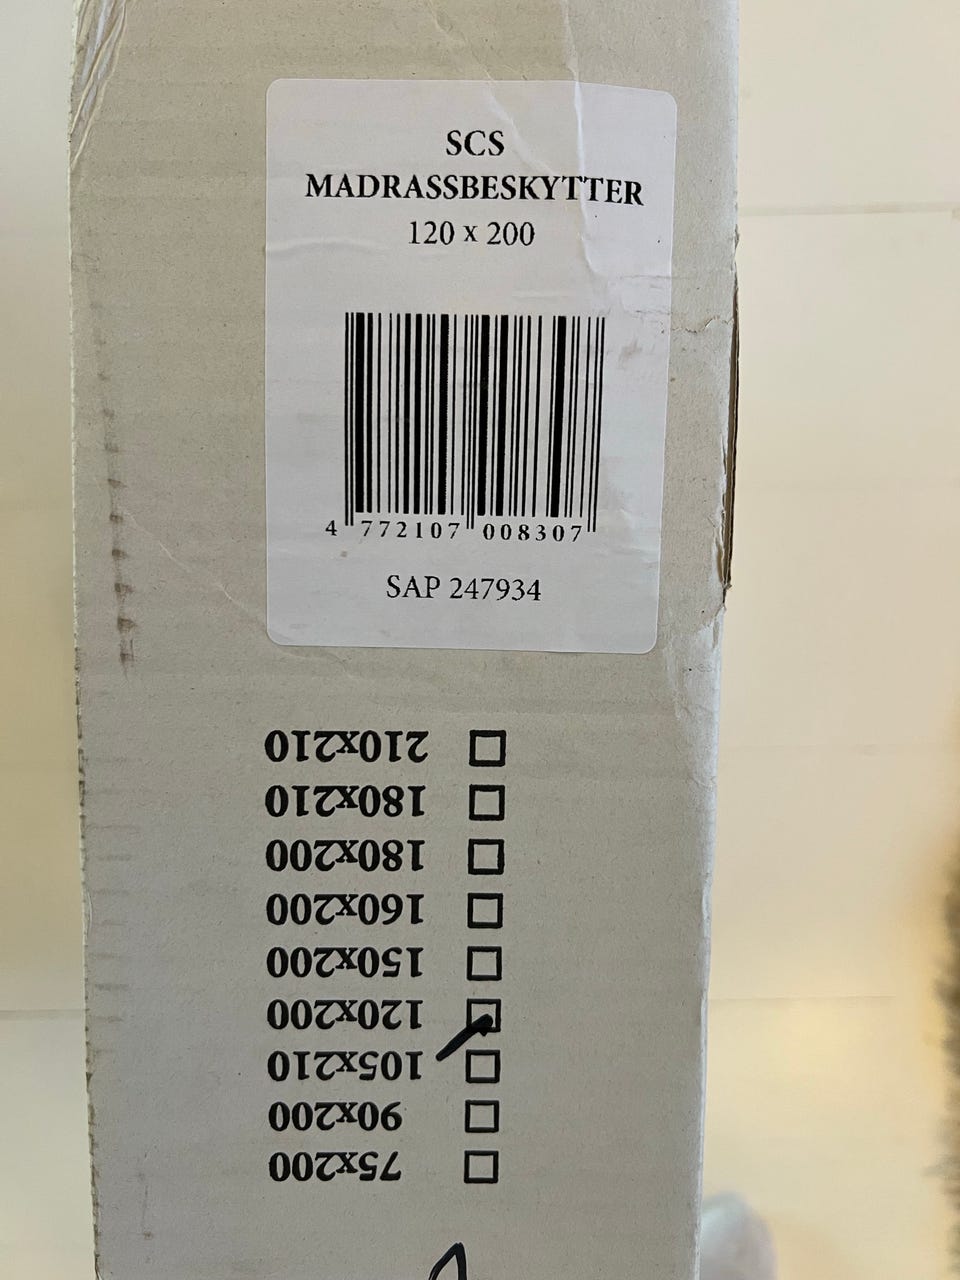 SCS
MADRASSBESKYTTER
120 x 200
4 772107 008307
SAP 247934
75x200
90x200
105x210
120x200
150x200
160x200
180x200
180x210
210x210